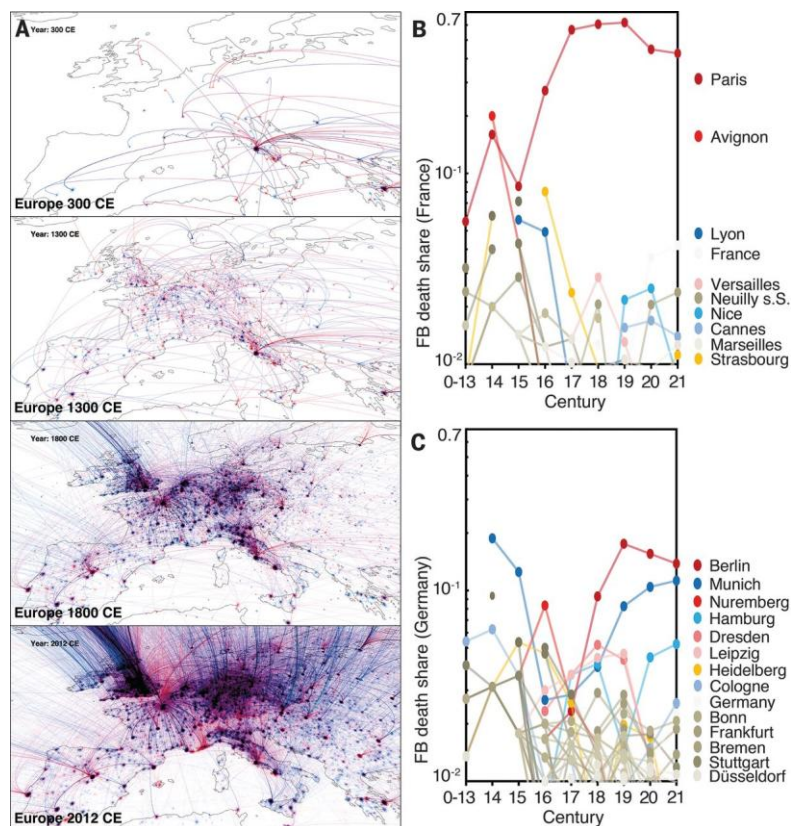 A
Year: 300 CE
Europe 300 CE
Year: 1300 CE
Europe 1300 CE
Year: 1800 CE
Europe 1800 CE
Year: 2012 CE
Europe 2012 CE
B
FB death share (France)
0.7
10-1
10-2
0-13 14 15 16 17 18 19 20 21
Century
Paris
Avignon
Lyon
France
Versailles
Neuilly s.S.
Nice
Cannes
Marseilles
Strasbourg
C
FB death share (Germany)
0.7
10-1
10-2
0-13 14 15 16 17 18 19 20 21
Century
Berlin
Munich
Nuremberg
Hamburg
Dresden
Leipzig
Heidelberg
Cologne
Germany
Bonn
Frankfurt
Bremen
Stuttgart
Düsseldorf